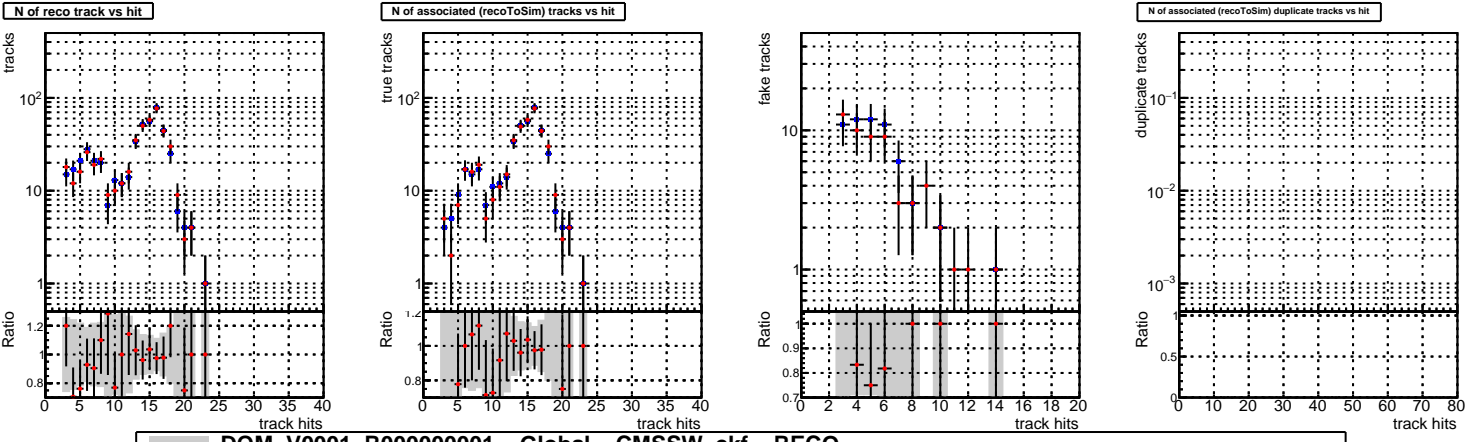 N of reco track vs hit
N of associated (recoToSim) tracks vs hit
N of associated (recoToSim) duplicate tracks vs hit
tracks
10²
10
1
Ratio
1.2
1
0.8
0 5 10 15 20 25 30 35 40
track hits
true tracks
10²
10
1
Ratio
1.2
1
0.8
5 10 15 20 25 30 35 40
track hits
fake tracks
10
1
Ratio
1
0.9
0.8
0.7
0 2 4 6 8 10 12 14 16 18 20
track hits
duplicate tracks
10⁻¹
10⁻²
10⁻³
Ratio
1
0.5
0
0 10 20 30 40 50 60 70 80
track hits